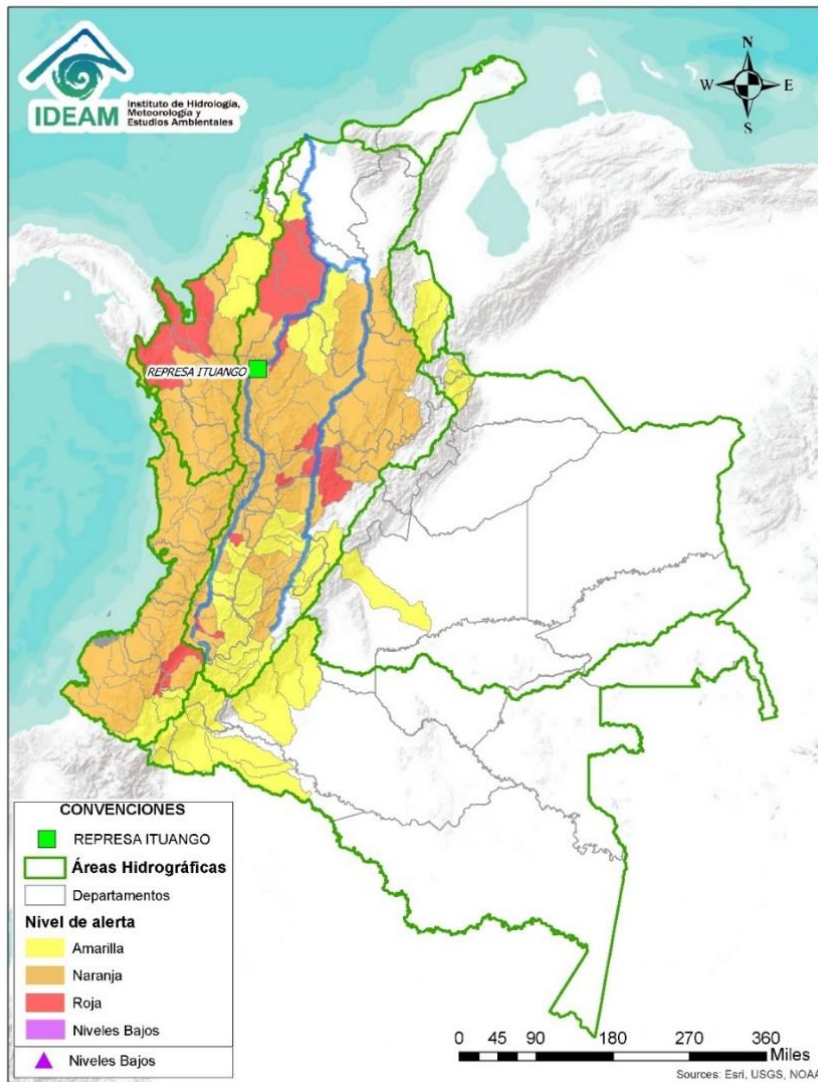 IDEAM
Instituto de Hidrología,
Meteorología y
Estudios Ambientales
N
W
E
S
REPRESA ITUANGO
CONVENCIONES
REPRESA ITUANGO
Áreas Hidrográficas
Departamentos
Nivel de alerta
Amarilla
Naranja
Roja
Niveles Bajos
Niveles Bajos
0 45 90 180 270 360
Miles
Sources: Esri, USGS, NOAA